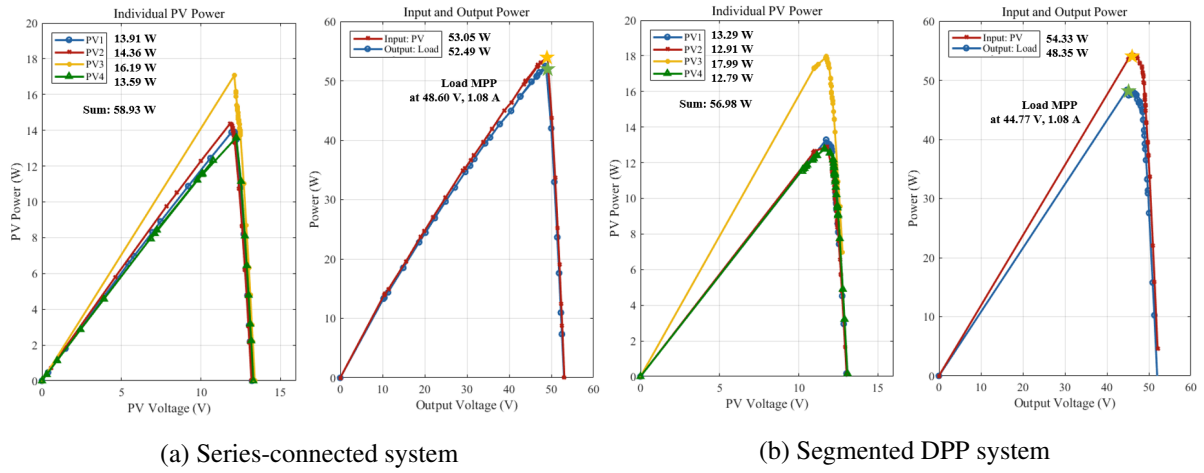 Individual PV Power
PV1
PV2
PV3
PV4
13.91 W
14.36 W
16.19 W
13.59 W
Sum: 58.93 W
20
18
16
14
12
10
8
6
4
2
0
0
5
10
15
PV Power (W)
PV Voltage (V)
Input and Output Power
Input: PV
Output: Load
53.05 W
52.49 W
Load MPP
at 48.60 V, 1.08 A
60
50
40
30
20
10
0
0
10
20
30
40
50
60
Power (W)
Output Voltage (V)
(a) Series-connected system
Individual PV Power
PV1
PV2
PV3
PV4
13.29 W
12.91 W
17.99 W
12.79 W
Sum: 56.98 W
20
18
16
14
12
10
8
6
4
2
0
0
5
10
15
PV Power (W)
PV Voltage (V)
Input and Output Power
Input: PV
Output: Load
54.33 W
48.35 W
Load MPP
at 44.77 V, 1.08 A
60
50
40
30
20
10
0
0
10
20
30
40
50
60
Power (W)
Output Voltage (V)
(b) Segmented DPP system